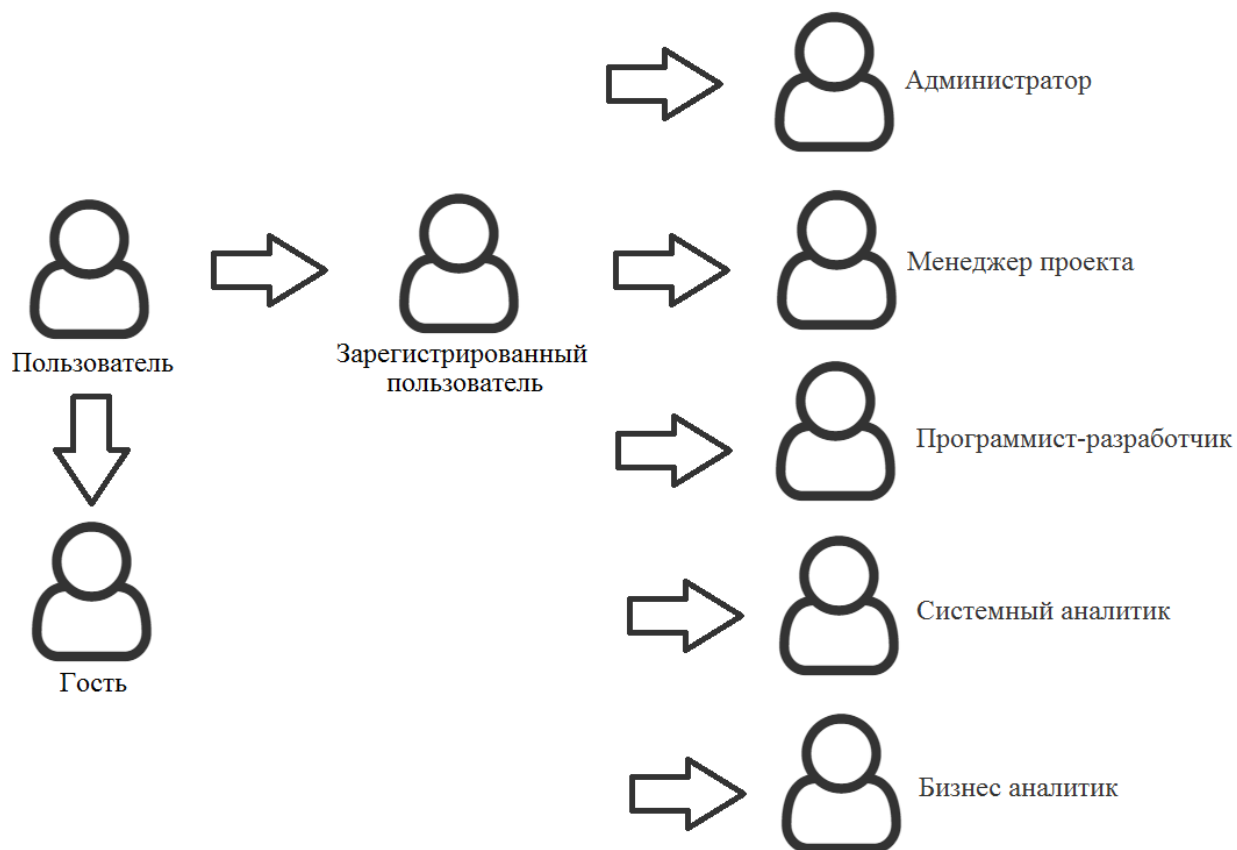 Администратор
Менеджер проекта
Пользователь
Зарегистрированный
пользователь
Программист-разработчик
Системный аналитик
Гость
Бизнес аналитик